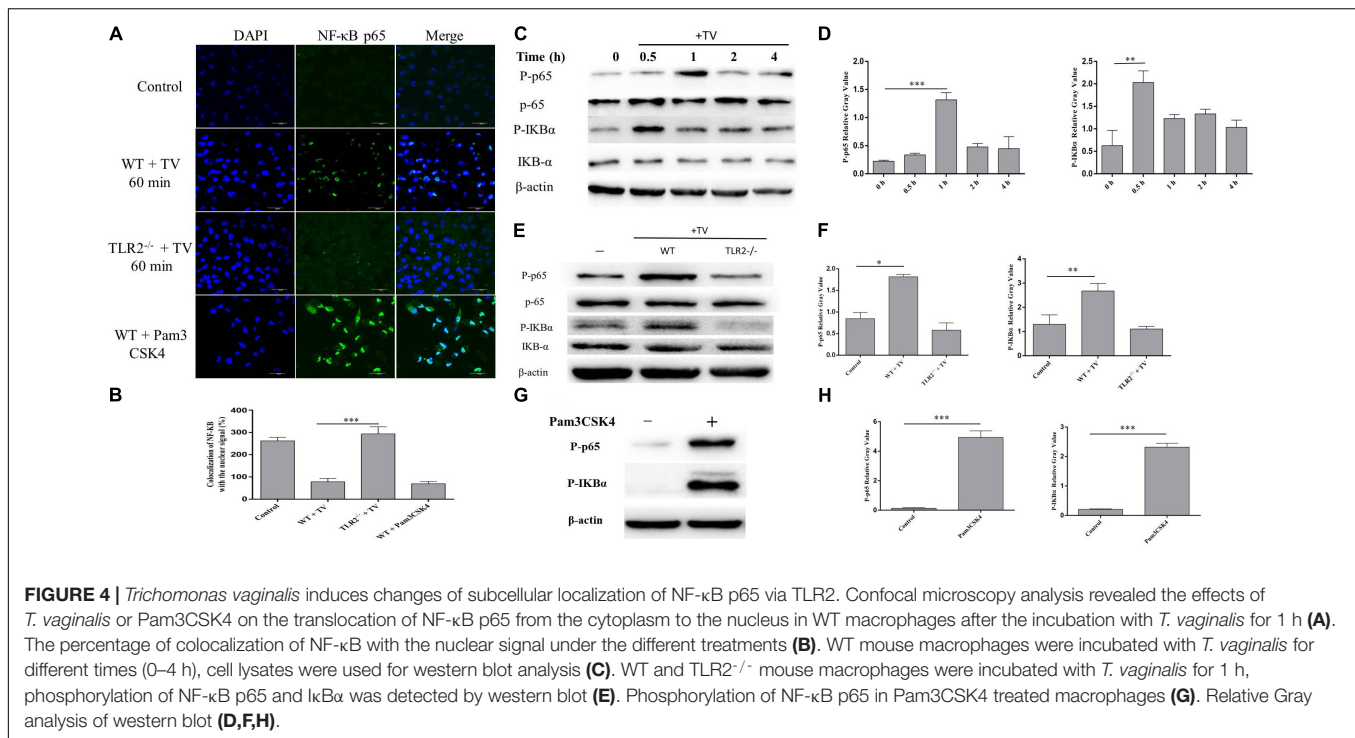 A
DAPI NF-κB p65 Merge
Control
WT + TV
60 min
TLR2-/- + TV
60 min
WT + Pam3
CSK4
B
Colocalization of NF-KB
with the nuclear signal (%)
400
300
200
100
0
***
Control
WT + TV
TLR2-/- + TV
WT + Pam3CSK4
C
+TV
Time (h) 0 0.5 1 2 4
P-p65
p-65
P-IKBα
IKB-α
β-actin
D
P-p65 Relative Gray Value
2.0
1.5
1.0
0.5
0.0
***
0 h
0.5 h
1 h
2 h
4 h
P-IKBα Relative Gray Value
2.5
2.0
1.5
1.0
0.5
0.0
**
0 h
0.5 h
1 h
2 h
4 h
E
+TV
– WT TLR2-/-
P-p65
p-65
P-IKBα
IKB-α
β-actin
F
P-p65 Relative Gray Value
2.0
1.5
1.0
0.5
0.0
*
Control
WT + TV
TLR2-/- + TV
P-IKBα Relative Gray Value
4
3
2
1
0
**
Control
WT + TV
TLR2-/- + TV
G
Pam3CSK4 – +
P-p65
P-IKBα
β-actin
H
P-p65 Relative Gray Value
6
4
2
0
***
Control
Pam3CSK4
P-IKBα Relative Gray Value
3
2
1
0
***
Control
Pam3CSK4
FIGURE 4 | Trichomonas vaginalis induces changes of subcellular localization of NF-κB p65 via TLR2. Confocal microscopy analysis revealed the effects of
T. vaginalis or Pam3CSK4 on the translocation of NF-κB p65 from the cytoplasm to the nucleus in WT macrophages after the incubation with T. vaginalis for 1 h (A).
The percentage of colocalization of NF-κB with the nuclear signal under the different treatments (B). WT mouse macrophages were incubated with T. vaginalis for
different times (0–4 h), cell lysates were used for western blot analysis (C). WT and TLR2-/- mouse macrophages were incubated with T. vaginalis for 1 h,
phosphorylation of NF-κB p65 and IκBα was detected by western blot (E). Phosphorylation of NF-κB p65 in Pam3CSK4 treated macrophages (G). Relative Gray
analysis of western blot (D,F,H).